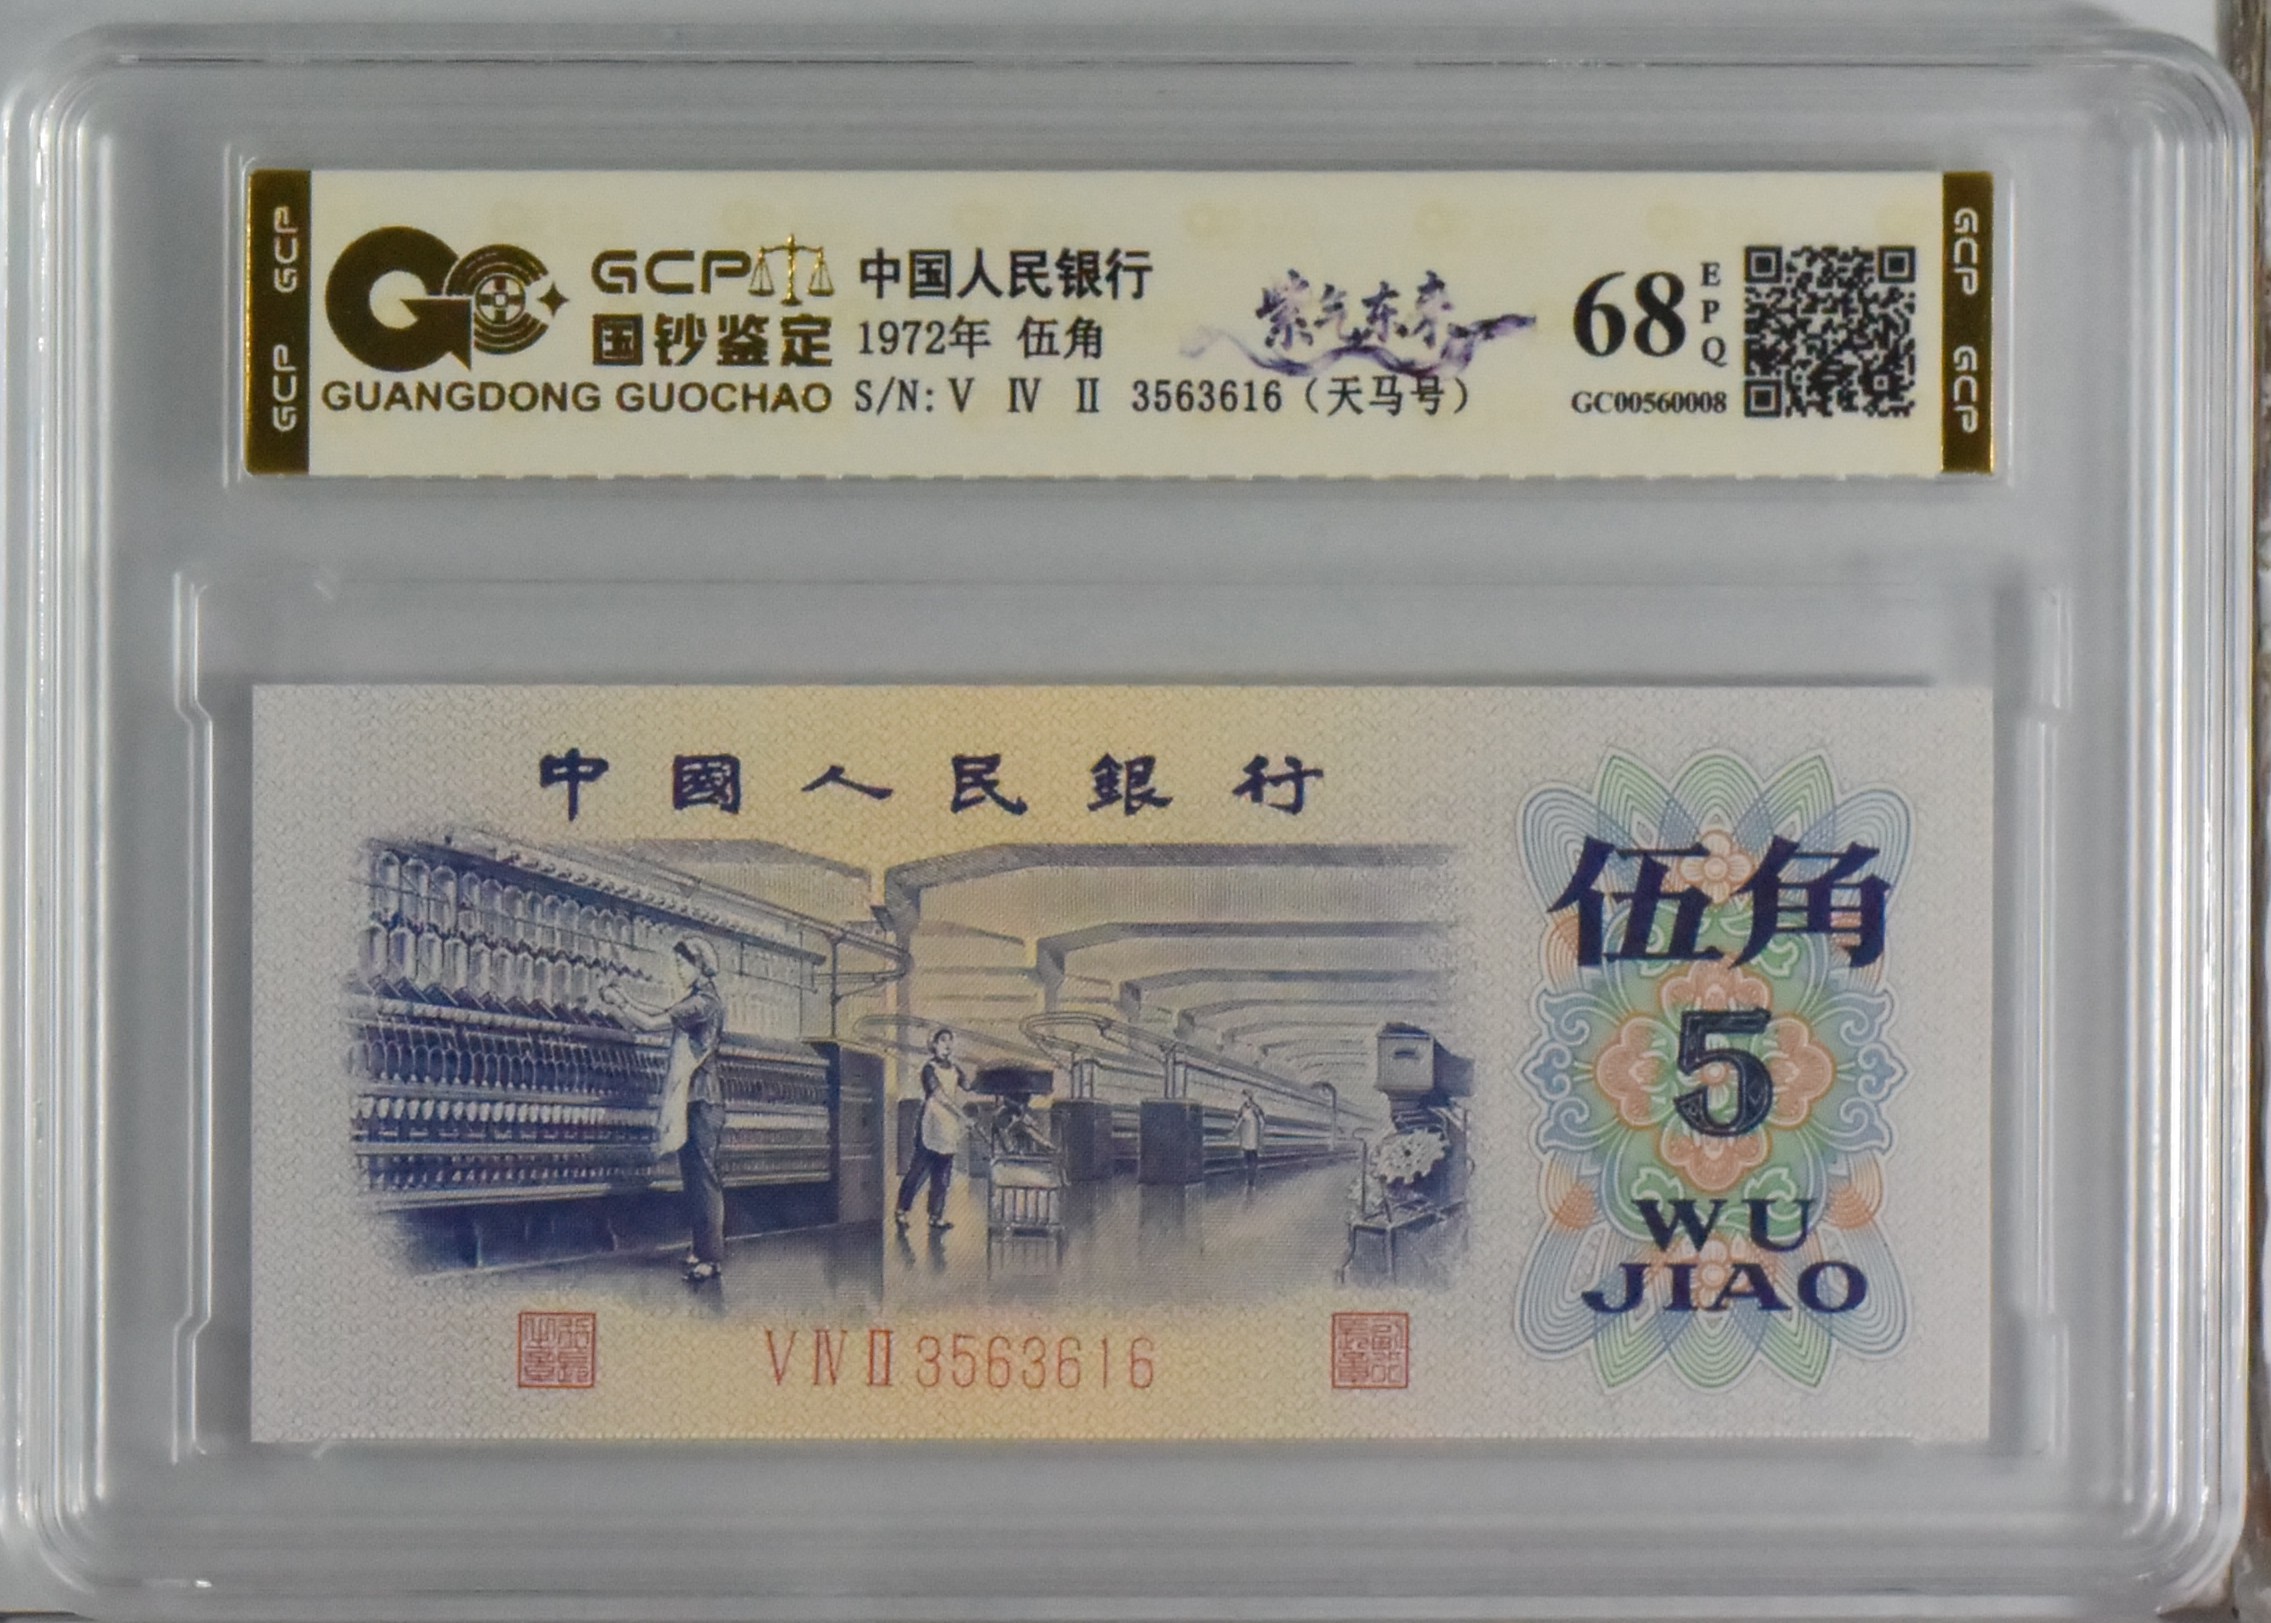 GCP GCP
GCP
国钞鉴定
GUANGDONG GUOCHAO
中国人民银行
1972年 伍角
S/N: V Ⅳ Ⅱ 3563616（天马号）
紫气东来
68
EPQ
GC00560008
GCP GCP
中國人民銀行
伍角
5
WU
JIAO
V Ⅳ Ⅱ 3563616